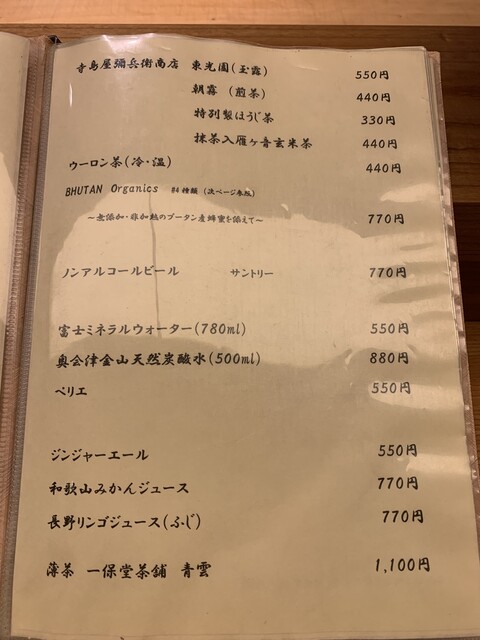 寺島屋彌兵衛商店 東光園(玉露) 550円
朝霧 (煎茶) 440円
特別製ほうじ茶 330円
抹茶入雁ヶ音玄米茶 440円
ウーロン茶(冷・温) 440円
BHUTAN Organics 計4種類 (次ページ参照)
～無添加・非加熱のブータン産蜂蜜を添えて～ 770円
ノンアルコールビール サントリー 770円
富士ミネラルウォーター(780ml) 550円
奥会津金山天然炭酸水(500ml) 880円
ペリエ 550円
ジンジャーエール 550円
和歌山みかんジュース 770円
長野リンゴジュース(ふじ) 770円
薄茶 一保堂茶舗 青雲 1,100円